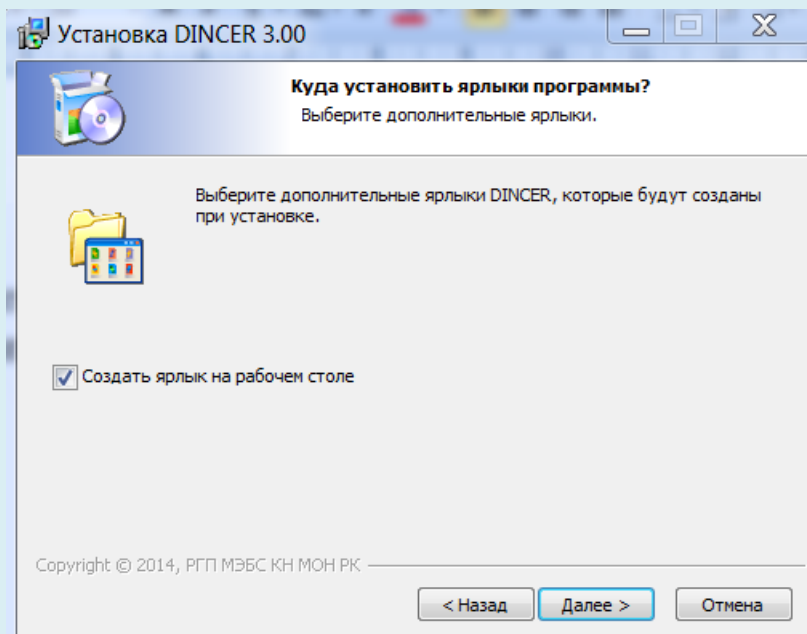 Установка DINCER 3.00
Куда установить ярлыки программы?
Выберите дополнительные ярлыки.
Выберите дополнительные ярлыки DINCER, которые будут созданы
при установке.
Создать ярлык на рабочем столе
Copyright © 2014, РГП МЭБС КН МОН РК
< Назад
Далее >
Отмена